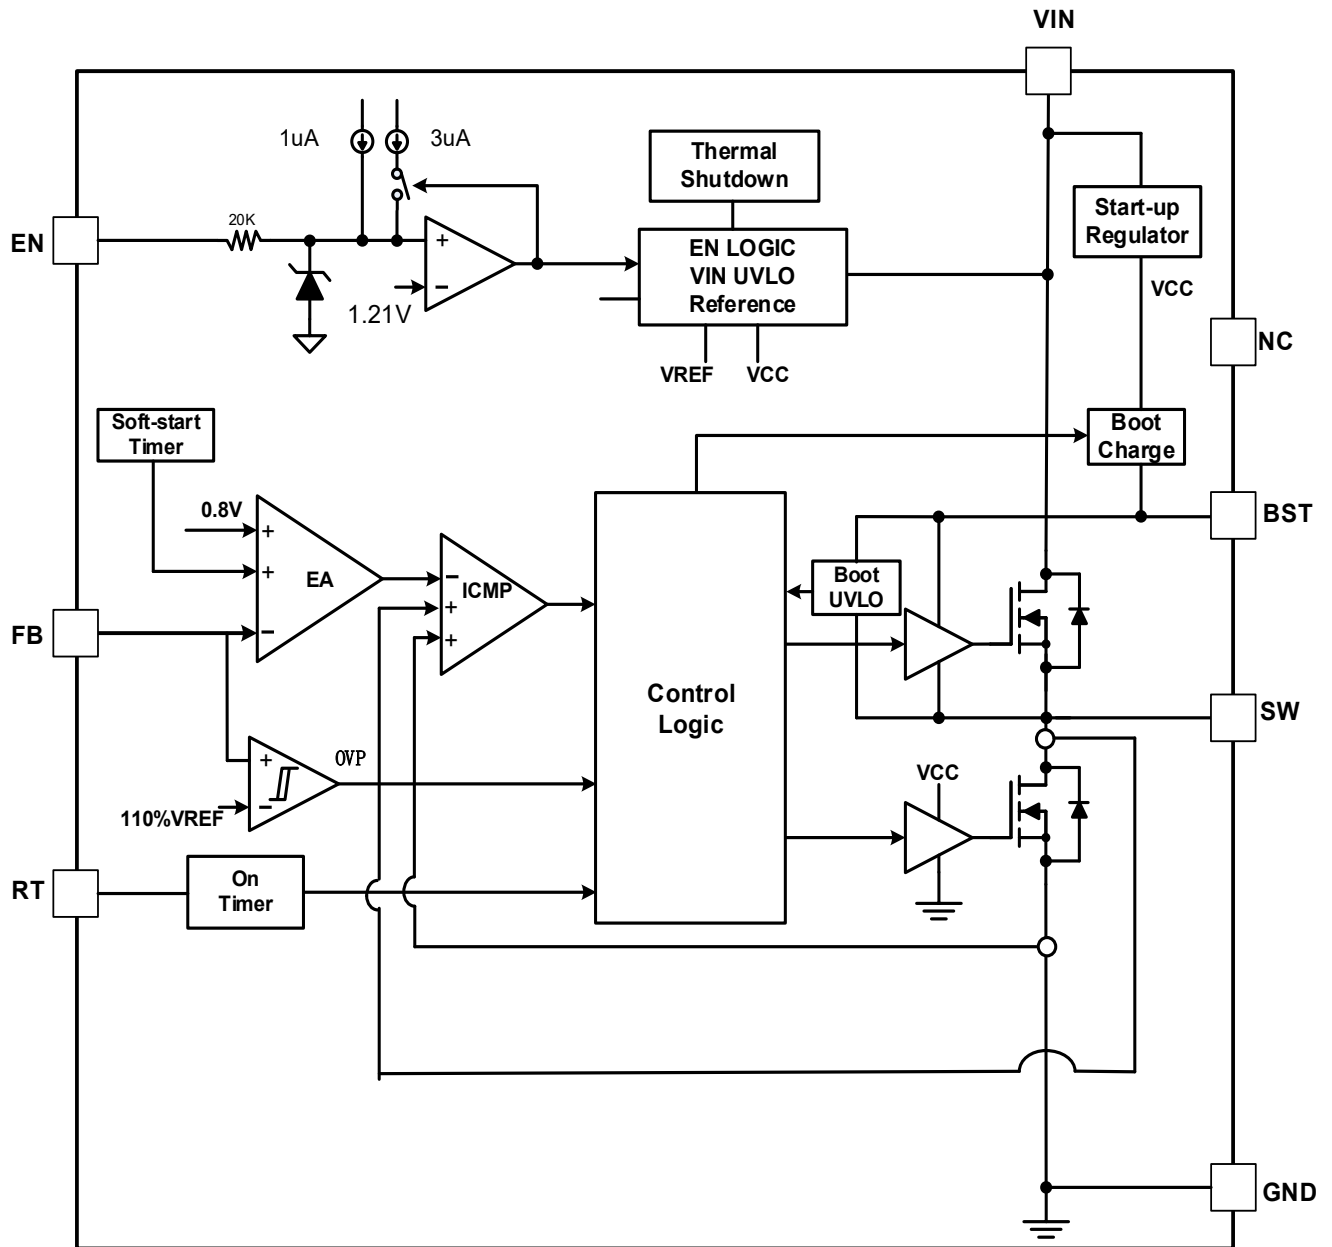 VIN
1uA
3uA
Thermal
Shutdown
Start-up
Regulator
20K
EN
+
EN LOGIC
VIN UVLO
Reference
−
1.21V
VCC
NC
VREF
VCC
Soft-start
Timer
Boot
Charge
0.8V
+
BST
+
EA
−
ICMP
Boot
UVLO
+
FB
−
+
Control
Logic
SW
OVP
+
VCC
110%VREF
−
RT
On
Timer
GND